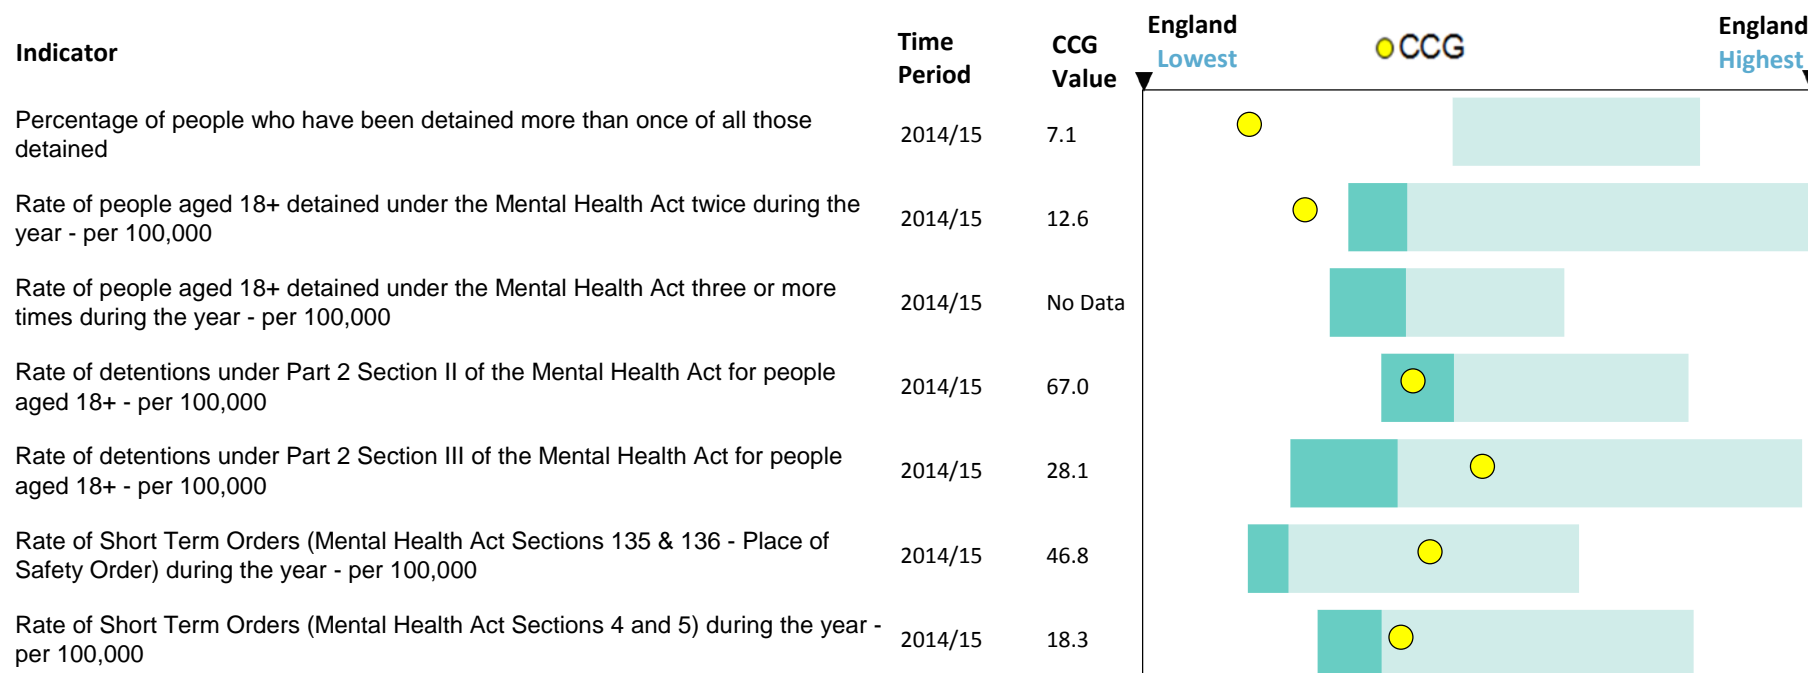 Indicator
Time Period
CCG Value
England Lowest
CCG
England Highest
Percentage of people who have been detained more than once of all those
detained
2014/15
7.1
Rate of people aged 18+ detained under the Mental Health Act twice during the
year - per 100,000
2014/15
12.6
Rate of people aged 18+ detained under the Mental Health Act three or more
times during the year - per 100,000
2014/15
No Data
Rate of detentions under Part 2 Section II of the Mental Health Act for people
aged 18+ - per 100,000
2014/15
67.0
Rate of detentions under Part 2 Section III of the Mental Health Act for people
aged 18+ - per 100,000
2014/15
28.1
Rate of Short Term Orders (Mental Health Act Sections 135 & 136 - Place of
Safety Order) during the year - per 100,000
2014/15
46.8
Rate of Short Term Orders (Mental Health Act Sections 4 and 5) during the year -
per 100,000
2014/15
18.3